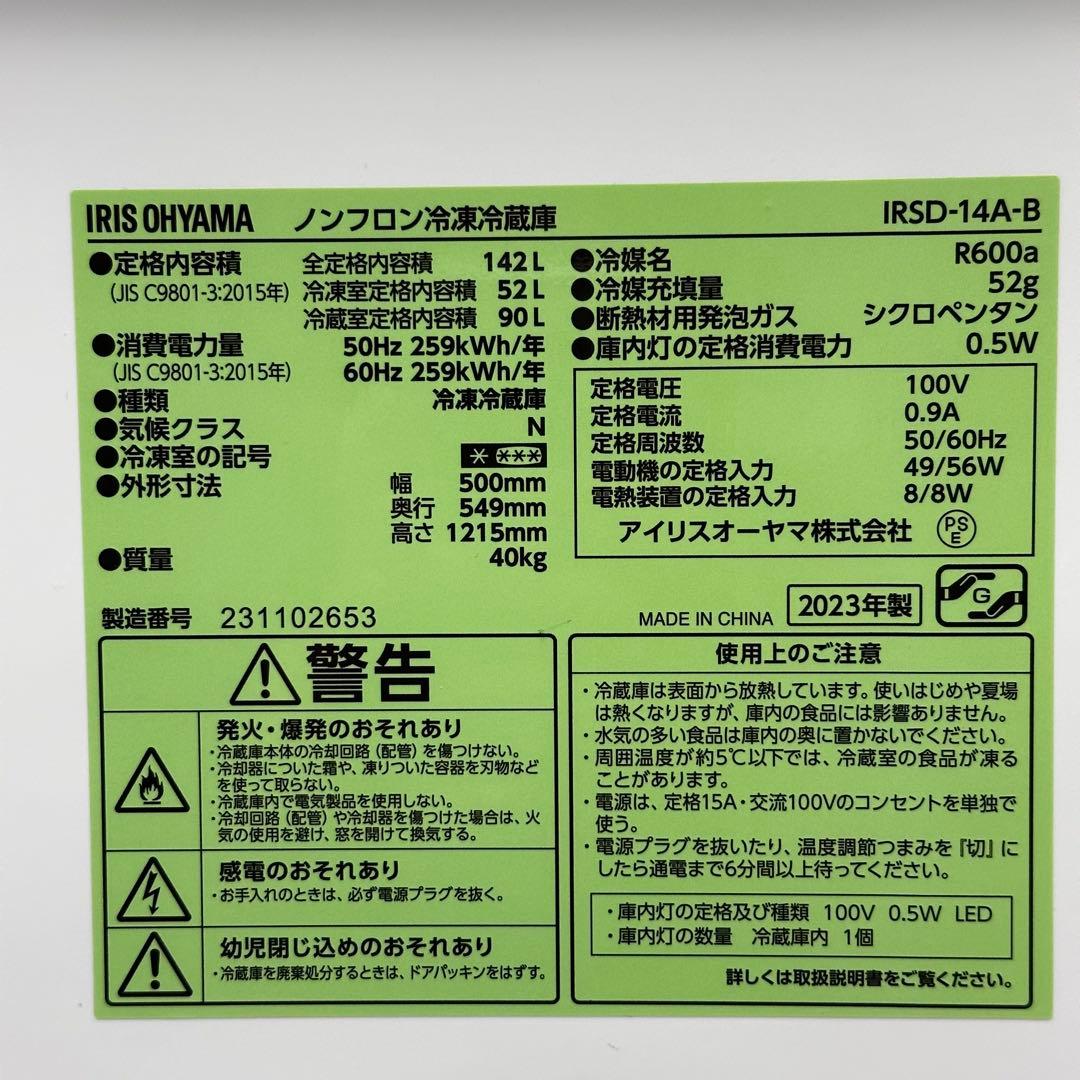 IRIS OHYAMA ノンフロン冷凍冷蔵庫 IRSD-14A-B
●定格内容積 全定格内容積 142L
(JIS C9801-3:2015年) 冷凍室定格内容積 52L
冷蔵室定格内容積 90L
●消費電力量 50Hz 259kWh/年
(JIS C9801-3:2015年) 60Hz 259kWh/年
●種類 冷凍冷蔵庫
●気候クラス N
●冷凍室の記号
●外形寸法 幅 500mm
奥行 549mm
高さ 1215mm
●質量 40kg
●冷媒名 R600a
●冷媒充填量 52g
●断熱材用発泡ガス シクロペンタン
●庫内灯の定格消費電力 0.5W
定格電圧 100V
定格電流 0.9A
定格周波数 50/60Hz
電動機の定格入力 49/56W
電熱装置の定格入力 8/8W
アイリスオーヤマ株式会社 PSE
製造番号 231102653
MADE IN CHINA 2023年製 G
警告
発火・爆発のおそれあり
・冷蔵庫本体の冷却回路(配管)を傷つけない。
・冷却器についた霜や、凍りついた容器を刃物など
を使って取らない。
・冷蔵庫内で電気製品を使用しない。
・冷却回路(配管)や冷却器を傷つけた場合は、火
気の使用を避け、窓を開けて換気する。
感電のおそれあり
・お手入れのときは、必ず電源プラグを抜く。
幼児閉じ込めのおそれあり
・冷蔵庫を廃棄処分するときは、ドアパッキンをはずす。
使用上のご注意
・冷蔵庫は表面から放熱しています。使いはじめや夏場
は熱くなりますが、庫内の食品には影響ありません。
・水気の多い食品は庫内の奥に置かないでください。
・周囲温度が約5℃以下では、冷蔵室の食品が凍る
ことがあります。
・電源は、定格15A・交流100Vのコンセントを単独で
使う。
・電源プラグを抜いたり、温度調節つまみを『切』に
したら通電まで6分間以上待ってください。
・庫内灯の定格及び種類 100V 0.5W LED
・庫内灯の数量 冷蔵庫内 1個
詳しくは取扱説明書をご覧ください。